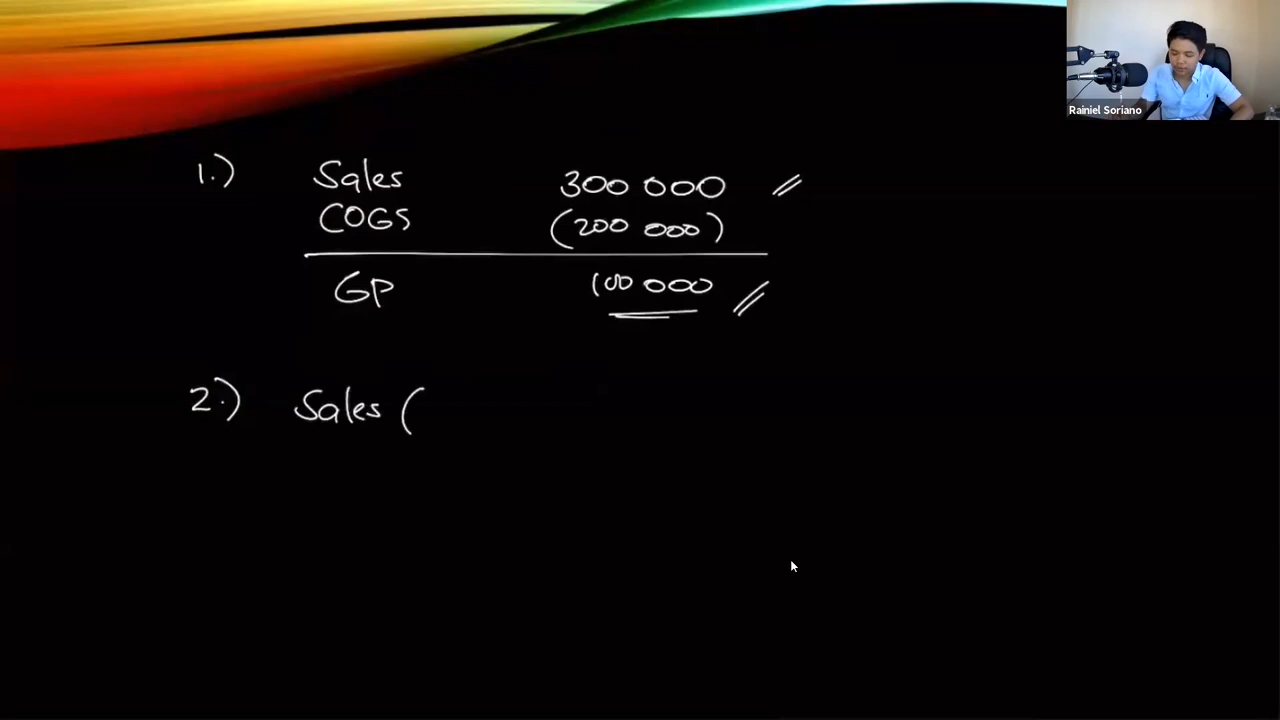 Rainiel Soriano
1.) Sales 300 000
COGS (200 000)
GP 100 000
2.) Sales (